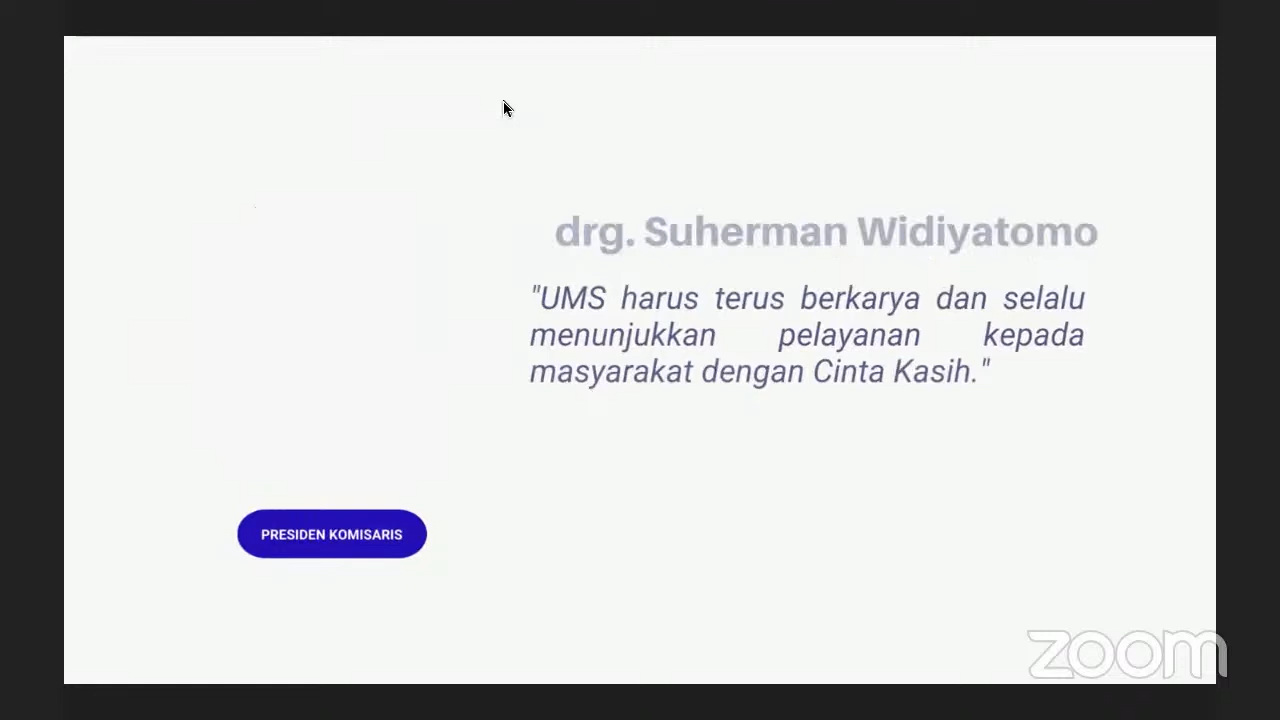 drg. Suherman Widiyatomo
"UMS harus terus berkarya dan selalu
menunjukkan pelayanan kepada
masyarakat dengan Cinta Kasih."
PRESIDEN KOMISARIS
zoom